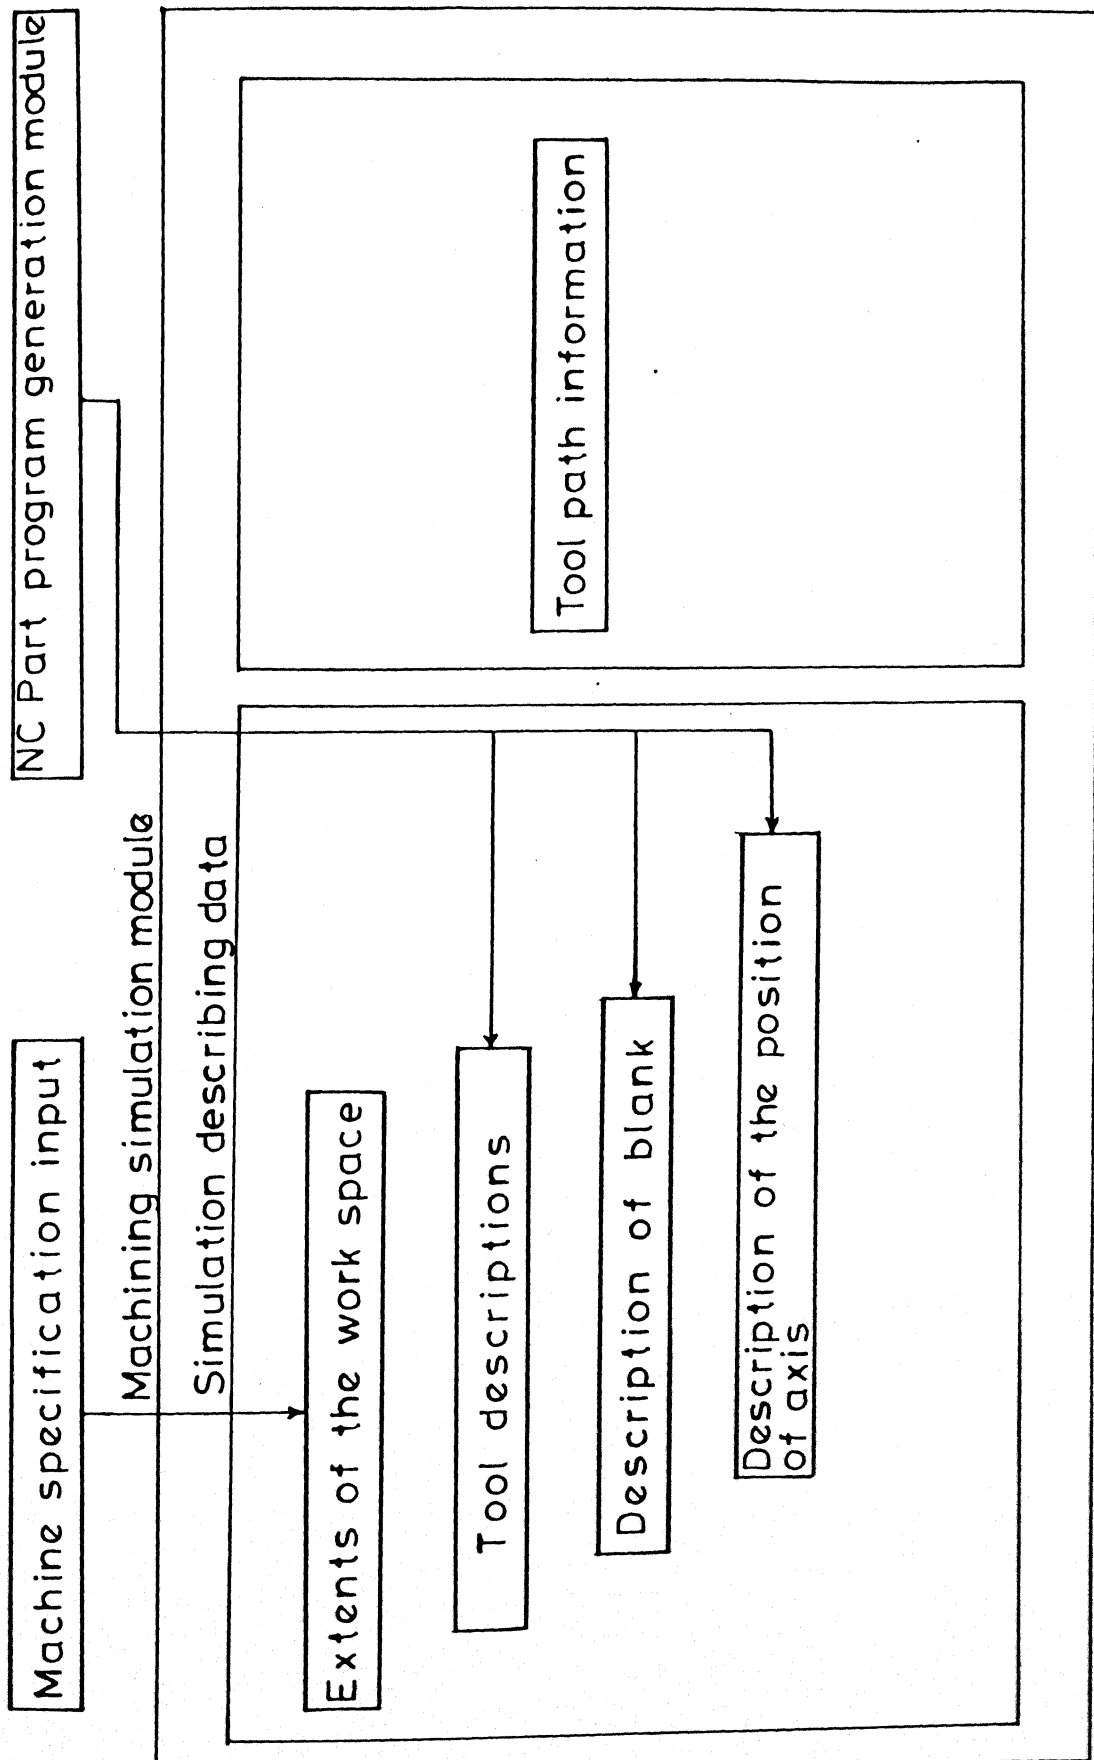 Machine specification input
NC Part program generation module
Machining simulation module
Simulation describing data
Extents of the work space
Tool descriptions
Description of blank
Description of the position
of axis
Tool path information